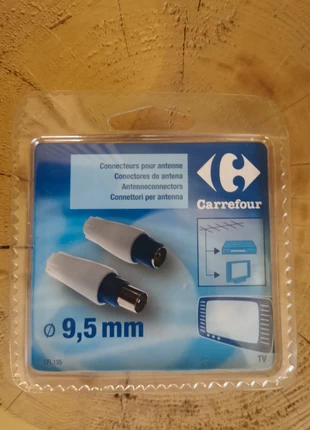 Connecteurs pour antenne
Conectores de antena
Antenneconnectors
Connettori per antenna
Carrefour
ø 9,5 mm
TV